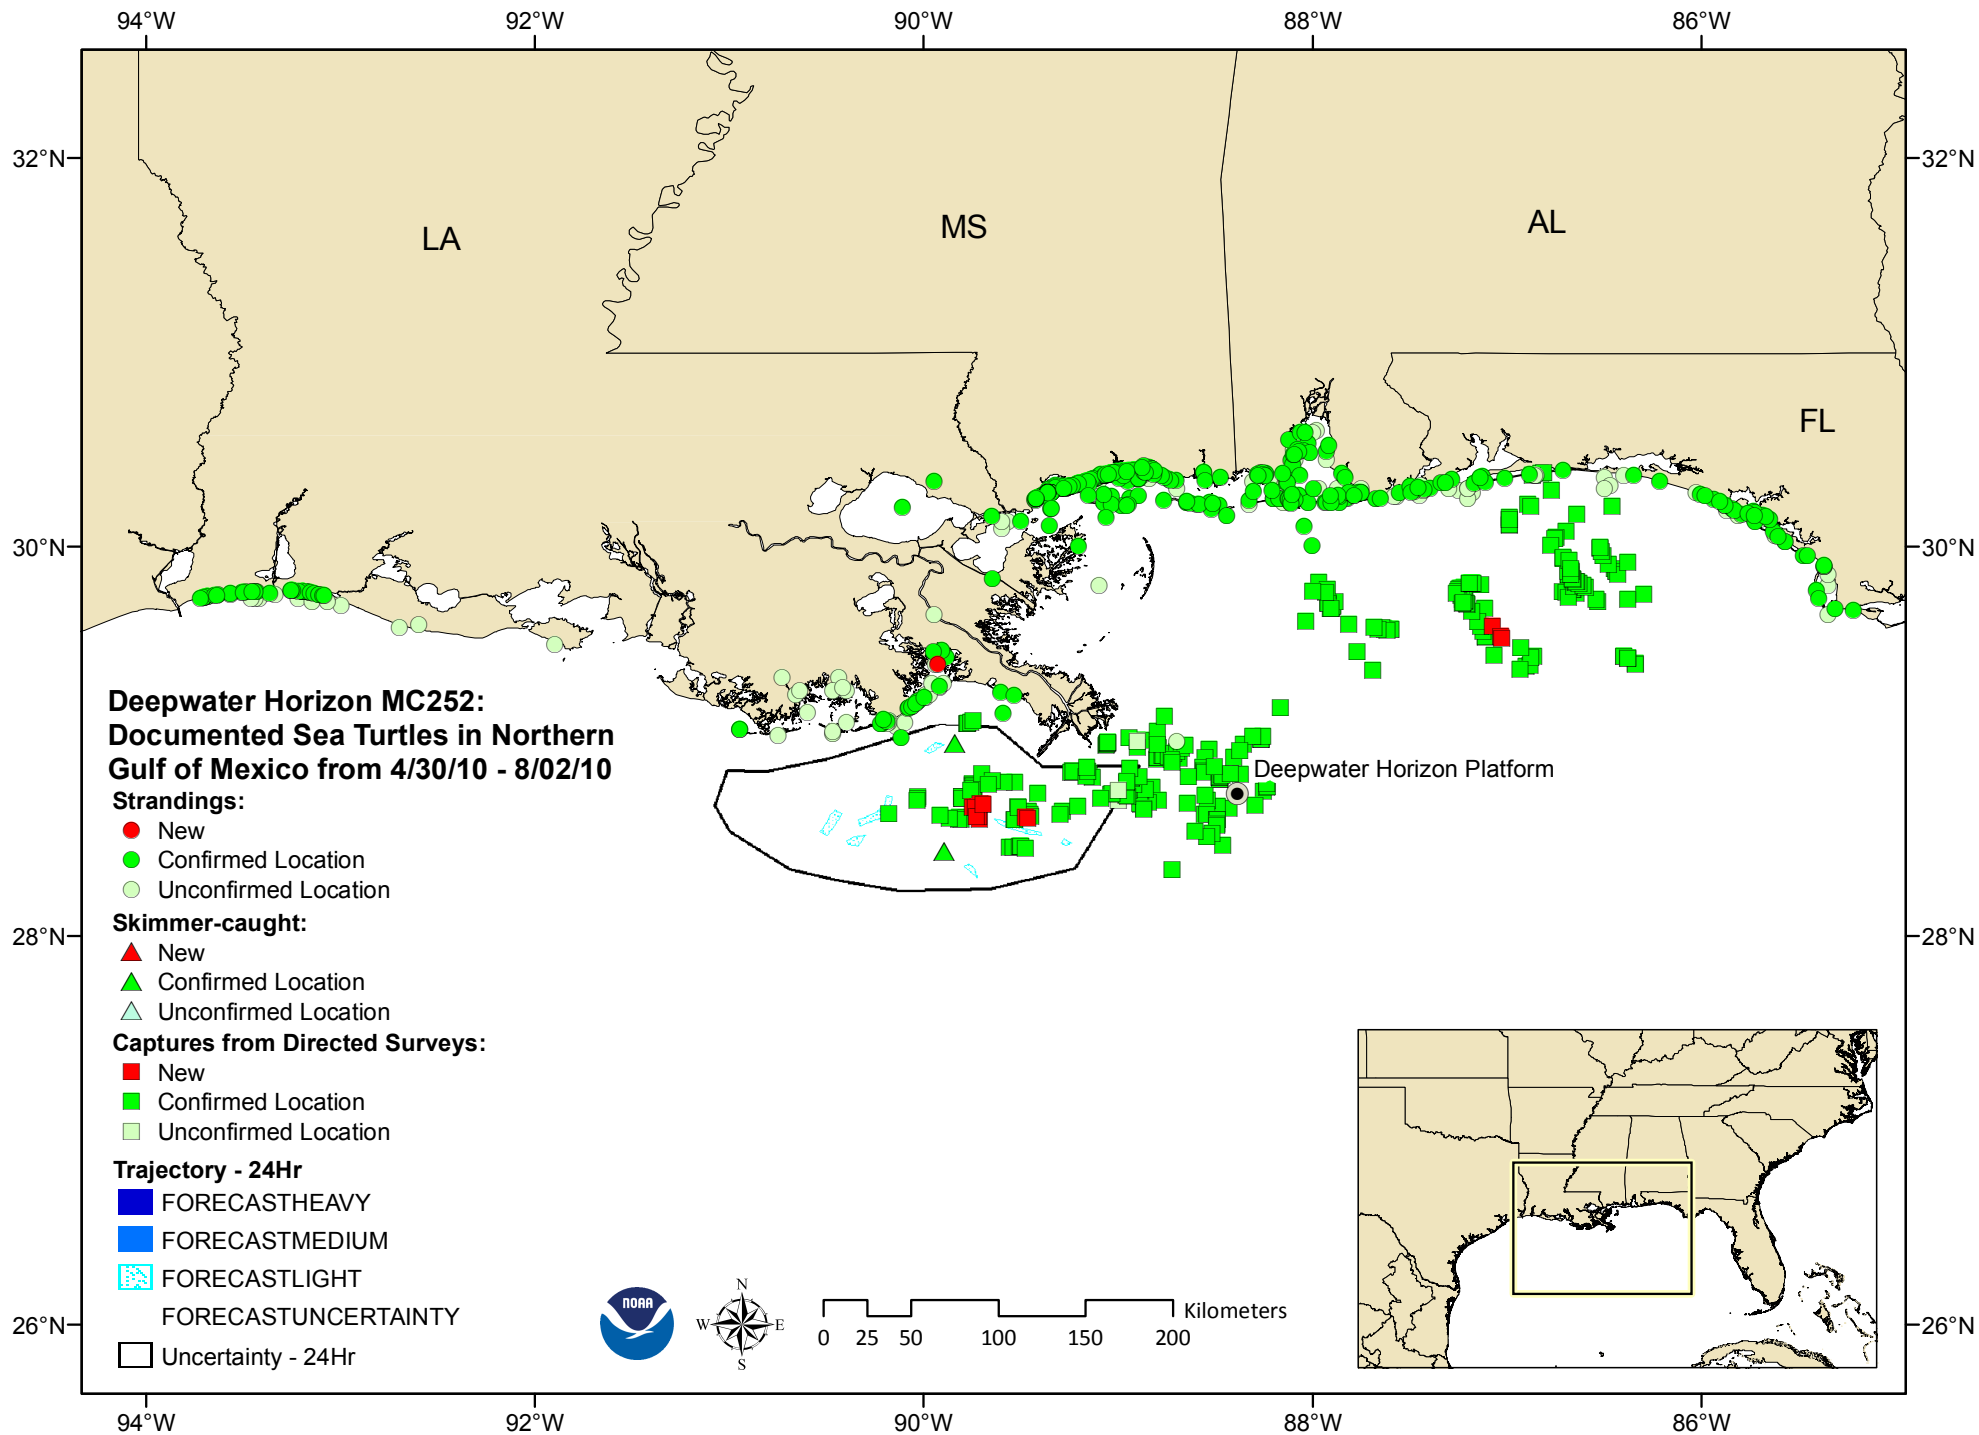 94°W 92°W 90°W 88°W 86°W
32°N 32°N
LA MS AL
FL
30°N 30°N
Deepwater Horizon MC252:
Documented Sea Turtles in Northern
Gulf of Mexico from 4/30/10 - 8/02/10
Deepwater Horizon Platform
Strandings:
New
Confirmed Location
Unconfirmed Location
Skimmer-caught:
New
Confirmed Location
Unconfirmed Location
28°N 28°N
Captures from Directed Surveys:
New
Confirmed Location
Unconfirmed Location
Trajectory - 24Hr
FORECASTHEAVY
FORECASTMEDIUM
FORECASTLIGHT
FORECASTUNCERTAINTY
Uncertainty - 24Hr
NOAA
N
W E
S
Kilometers
0 25 50 100 150 200
26°N 26°N
94°W 92°W 90°W 88°W 86°W